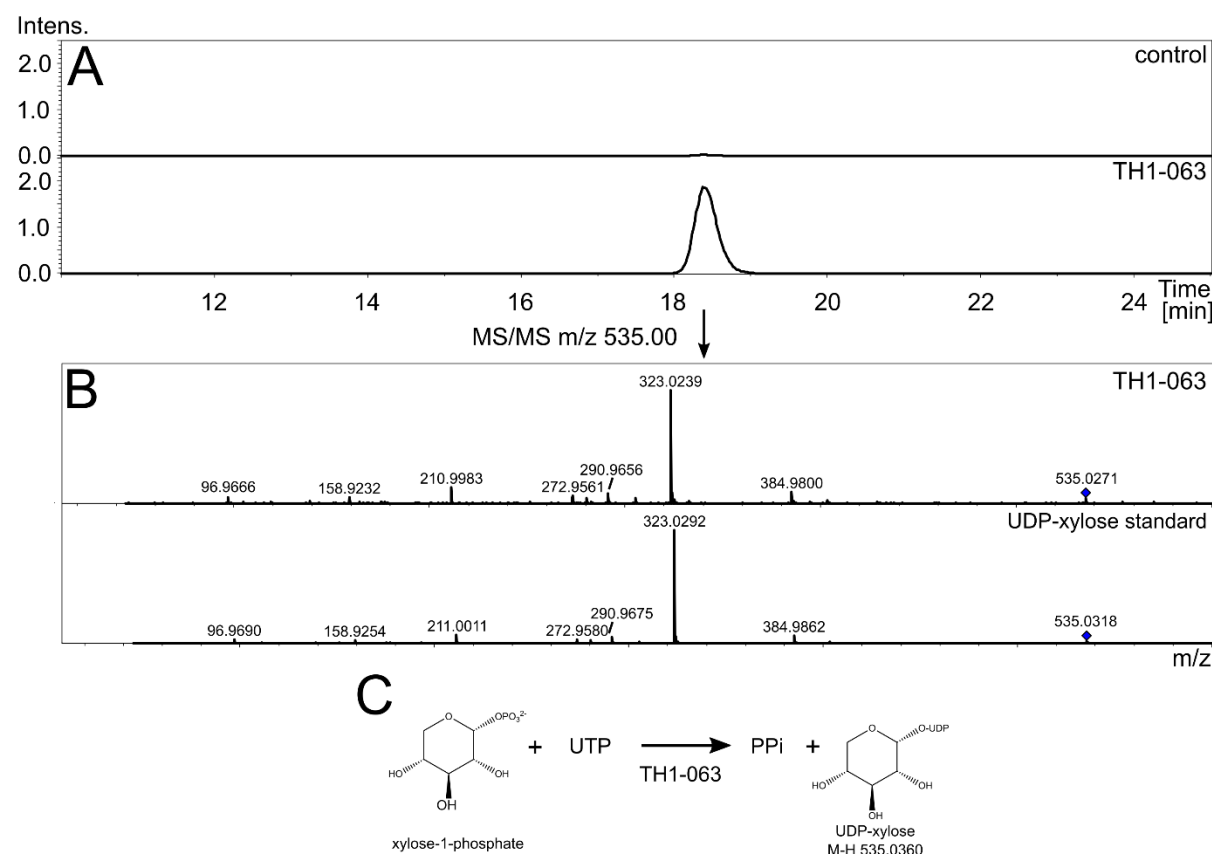 Intens.
A
control
2.0
1.0
0.0
TH1-063
2.0
1.0
0.0
12 14 16 18 20 22 24 Time
[min]
MS/MS m/z 535.00
B
TH1-063
323.0239
96.9666 158.9232 210.9983 272.9561 290.9656 384.9800 535.0271
UDP-xylose standard
323.0292
96.9690 158.9254 211.0011 272.9580 290.9675 384.9862 535.0318
m/z
C
O OPO₃²⁻
HO OH
OH
xylose-1-phosphate
+ UTP
TH1-063
PPi +
O O-UDP
HO OH
OH
UDP-xylose
M-H 535.0360